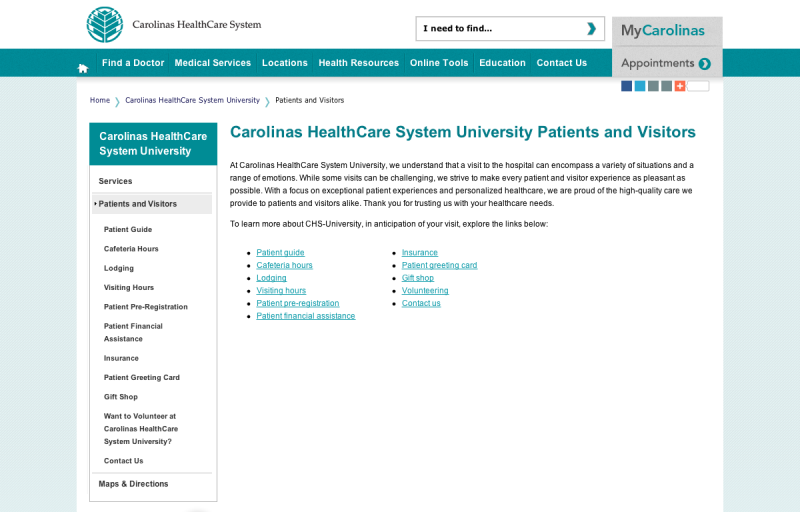 Carolinas HealthCare System
I need to find...
MyCarolinas
Appointments
Find a Doctor Medical Services Locations Health Resources Online Tools Education Contact Us
Home Carolinas HealthCare System University Patients and Visitors
Carolinas HealthCare
System University
Services
Patients and Visitors
Patient Guide
Cafeteria Hours
Lodging
Visiting Hours
Patient Pre-Registration
Patient Financial
Assistance
Insurance
Patient Greeting Card
Gift Shop
Want to Volunteer at
Carolinas HealthCare
System University?
Contact Us
Maps & Directions
Carolinas HealthCare System University Patients and Visitors
At Carolinas HealthCare System University, we understand that a visit to the hospital can encompass a variety of situations and a
range of emotions. While some visits can be challenging, we strive to make every patient and visitor experience as pleasant as
possible. With a focus on exceptional patient experiences and personalized healthcare, we are proud of the high-quality care we
provide to patients and visitors alike. Thank you for trusting us with your healthcare needs.
To learn more about CHS-University, in anticipation of your visit, explore the links below:
Patient guide
Cafeteria hours
Lodging
Visiting hours
Patient pre-registration
Patient financial assistance
Insurance
Patient greeting card
Gift shop
Volunteering
Contact us